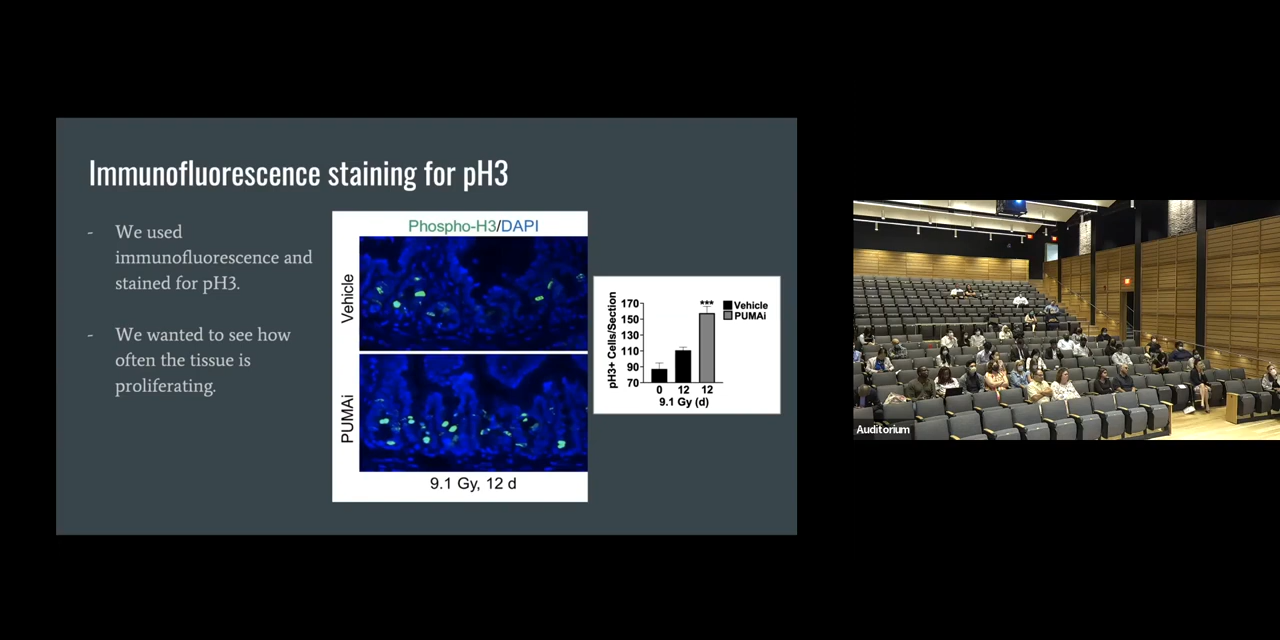 Immunofluorescence staining for pH3
- We used
immunofluorescence and
stained for pH3.
- We wanted to see how
often the tissue is
proliferating.
Phospho-H3/DAPI
Vehicle
PUMAi
9.1 Gy, 12 d
pH3+ Cells/Section
170
150
130
110
90
70
***
Vehicle
PUMAi
0 12 12
9.1 Gy (d)
Auditorium